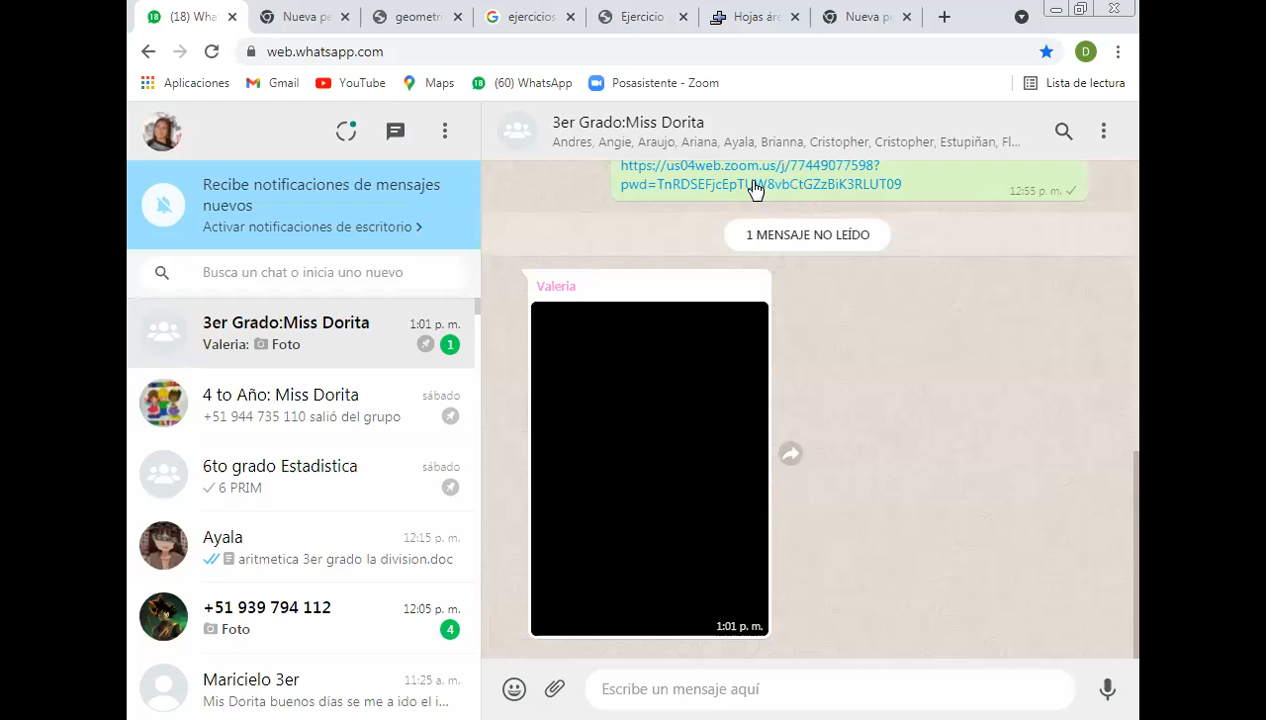 (18) Wha
Nueva pe
geometri
ejercicios
Ejercicio
Hojas áre
Nueva pe
web.whatsapp.com
D
Aplicaciones
Gmail
YouTube
Maps
(60) WhatsApp
Posasistente - Zoom
Lista de lectura
3er Grado:Miss Dorita
Andres, Angie, Araujo, Ariana, Ayala, Brianna, Cristopher, Cristopher, Estupiñan, Fl...
Recibe notificaciones de mensajes
nuevos
Activar notificaciones de escritorio
Busca un chat o inicia uno nuevo
3er Grado:Miss Dorita
1:01 p. m.
Valeria: Foto
1
4 to Año: Miss Dorita
sábado
+51 944 735 110 salió del grupo
6to grado Estadistica
sábado
6 PRIM
Ayala
12:15 p. m.
aritmetica 3er grado la division.doc
+51 939 794 112
12:05 p. m.
Foto
4
Maricielo 3er
11:25 a. m.
Mis Dorita buenos días se me a ido el i...
https://us04web.zoom.us/j/77449077598?
12:55 p. m.
1 MENSAJE NO LEÍDO
Valeria
1:01 p. m.
Escribe un mensaje aquí